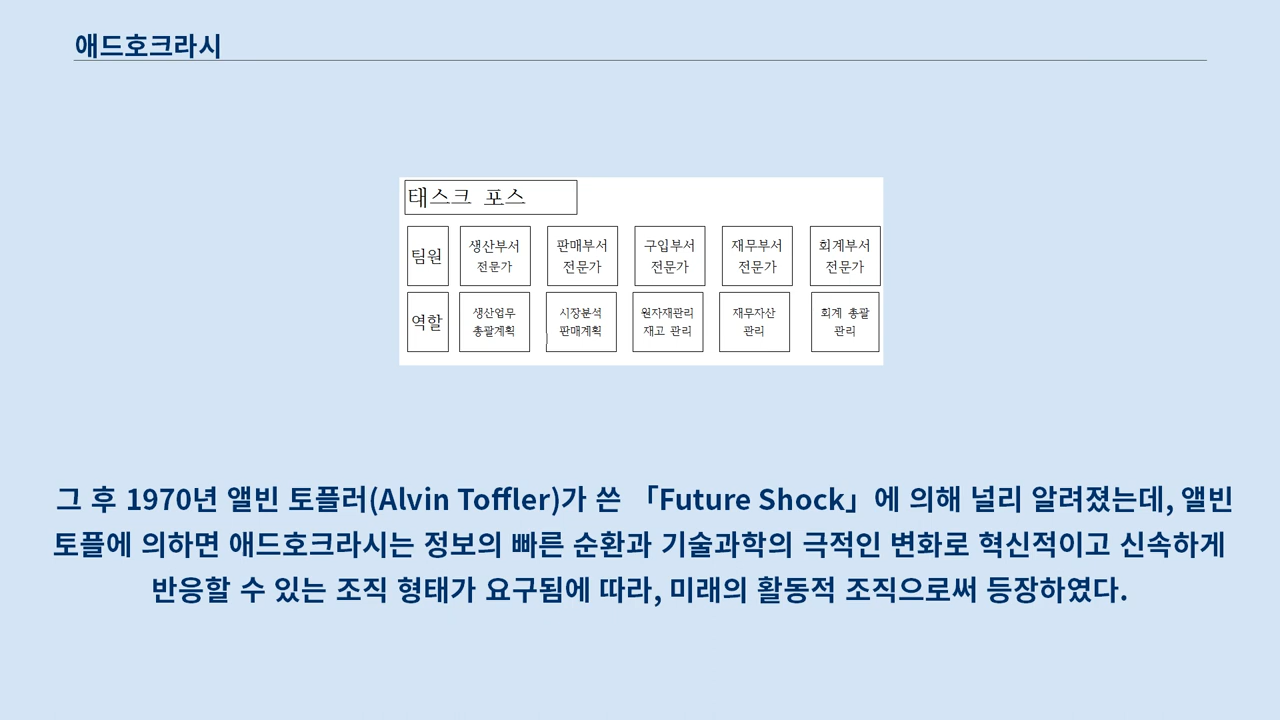 애드호크라시
태스크 포스
팀원 생산부서 판매부서 구입부서 재무부서 회계부서
전문가 전문가 전문가 전문가 전문가
역할 생산업무 시장분석 원자재관리 재무자산 회계 총괄
총괄계획 판매계획 재고 관리 관리 관리
그 후 1970년 앨빈 토플러(Alvin Toffler)가 쓴 「Future Shock」에 의해 널리 알려졌는데, 앨빈
토플에 의하면 애드호크라시는 정보의 빠른 순환과 기술과학의 극적인 변화로 혁신적이고 신속하게
반응할 수 있는 조직 형태가 요구됨에 따라, 미래의 활동적 조직으로써 등장하였다.